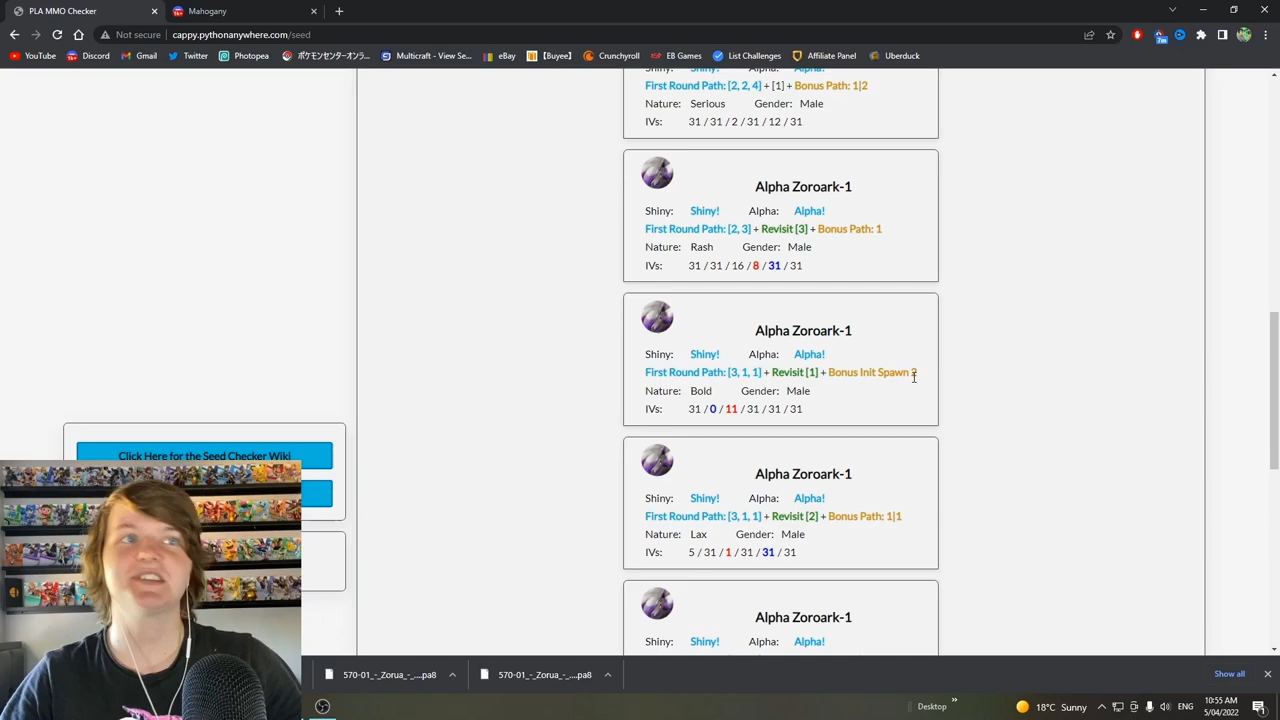 PLA MMO Checker
Mahogany
Not secure cappy.pythonanywhere.com/seed
YouTube Discord Gmail Twitter Photopea ポケモンセンターオンラ... Multicraft - View Se... eBay [Buyee] Crunchyroll EB Games List Challenges Affiliate Panel Uberduck
Shiny: Shiny! Alpha: Alpha!
First Round Path: [2, 2, 4] + [1] + Bonus Path: 1|2
Nature: Serious Gender: Male
IVs: 31 / 31 / 2 / 31 / 12 / 31
Alpha Zoroark-1
Shiny: Shiny! Alpha: Alpha!
First Round Path: [2, 3] + Revisit [3] + Bonus Path: 1
Nature: Rash Gender: Male
IVs: 31 / 31 / 16 / 8 / 31 / 31
Alpha Zoroark-1
Shiny: Shiny! Alpha: Alpha!
First Round Path: [3, 1, 1] + Revisit [1] + Bonus Init Spawn
Nature: Bold Gender: Male
IVs: 31 / 0 / 11 / 31 / 31 / 31
Click Here for the Seed Checker Wiki
Alpha Zoroark-1
Shiny: Shiny! Alpha: Alpha!
First Round Path: [3, 1, 1] + Revisit [2] + Bonus Path: 1|1
Nature: Lax Gender: Male
IVs: 5 / 31 / 1 / 31 / 31 / 31
Alpha Zoroark-1
Shiny: Shiny! Alpha: Alpha!
570-01_-_Zorua_-_....pa8
570-01_-_Zorua_-_....pa8
Show all
Desktop
18°C Sunny
ENG
10:55 AM
5/04/2022